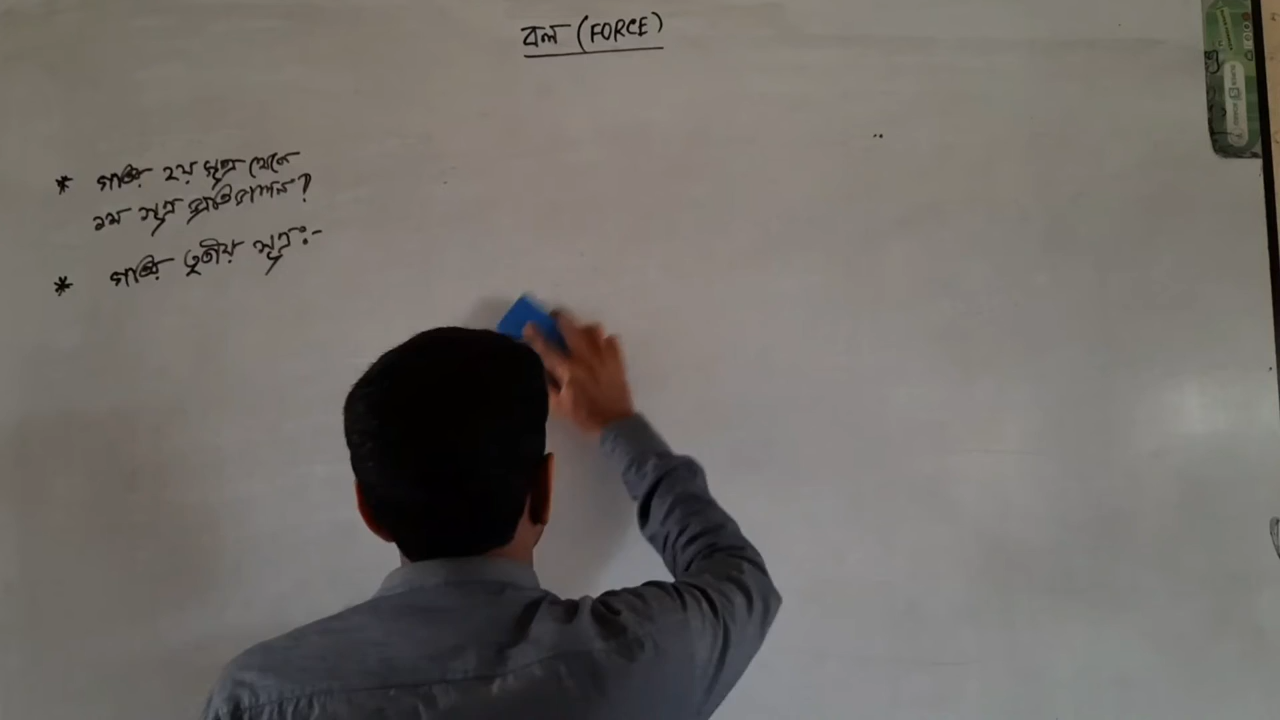 বল (FORCE)
* গতির ২য় সূত্র থেকে
১ম সূত্র প্রতিপাদন?
* গতির তৃতীয় সূত্র:-